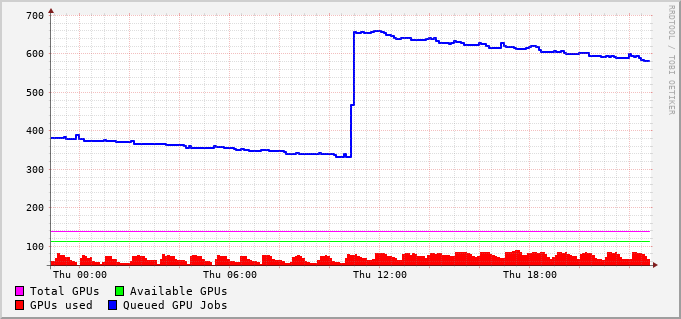 700
600
500
400
300
200
100
Thu 00:00 Thu 06:00 Thu 12:00 Thu 18:00
Total GPUs Available GPUs
GPUs used Queued GPU Jobs
RRDTOOL / TOBI OETIKER